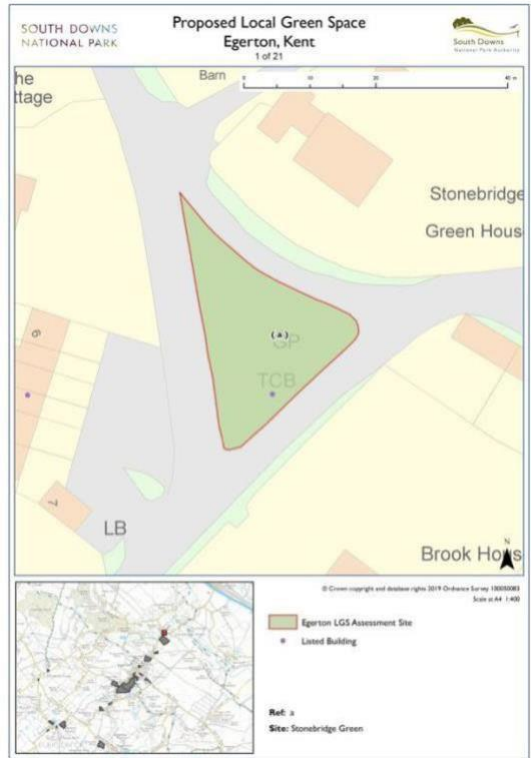 SOUTH DOWNS
NATIONAL PARK
Proposed Local Green Space
Egerton, Kent
1 of 21
South Downs
National Park Authority
he
ttage
Barn
0
10
20
40 m
Stonebridge
Green Hous
(a)
GP
TCB
6
7
LB
Brook Hous
N
© Crown copyright and database rights 2019 Ordnance Survey 100050083
Scale at A4 1:400
Egerton LGS Assessment Site
Listed Building
Ref: a
Site: Stonebridge Green